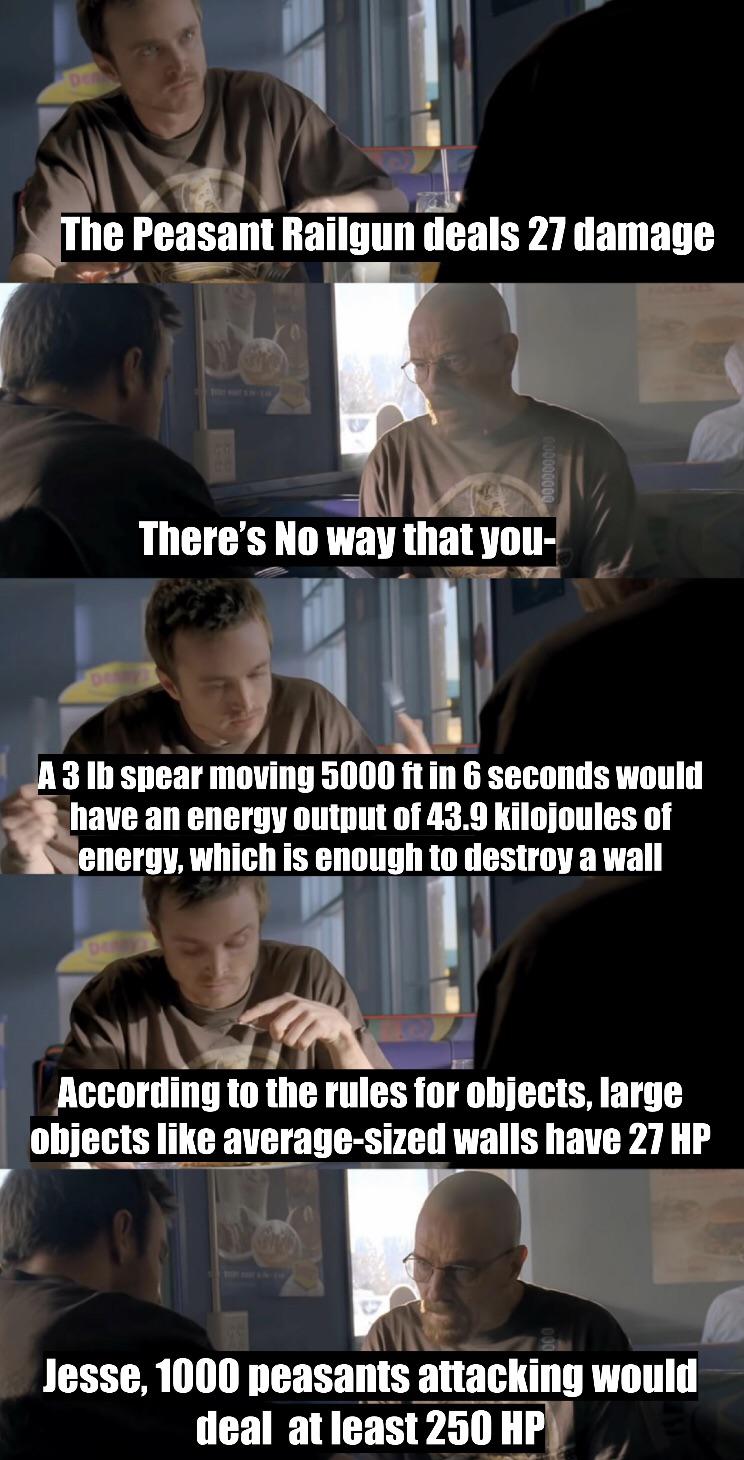 Denny's
The Peasant Railgun deals 27 damage
There’s No way that you-
Denny's
A 3 lb spear moving 5000 ft in 6 seconds would
have an energy output of 43.9 kilojoules of
energy, which is enough to destroy a wall
Denny's
According to the rules for objects, large
objects like average-sized walls have 27 HP
Jesse, 1000 peasants attacking would
deal  at least 250 HP